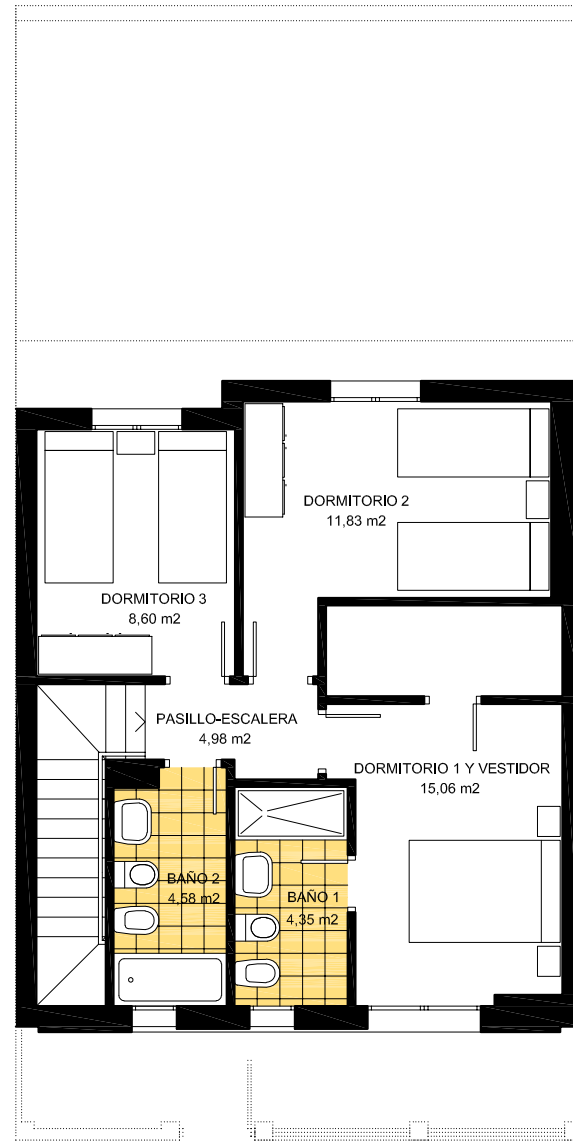 DORMITORIO 2
11,83 m2
DORMITORIO 3
8,60 m2
PASILLO-ESCALERA
4,98 m2
DORMITORIO 1 Y VESTIDOR
15,06 m2
BAÑO 2
4,58 m2
BAÑO 1
4,35 m2